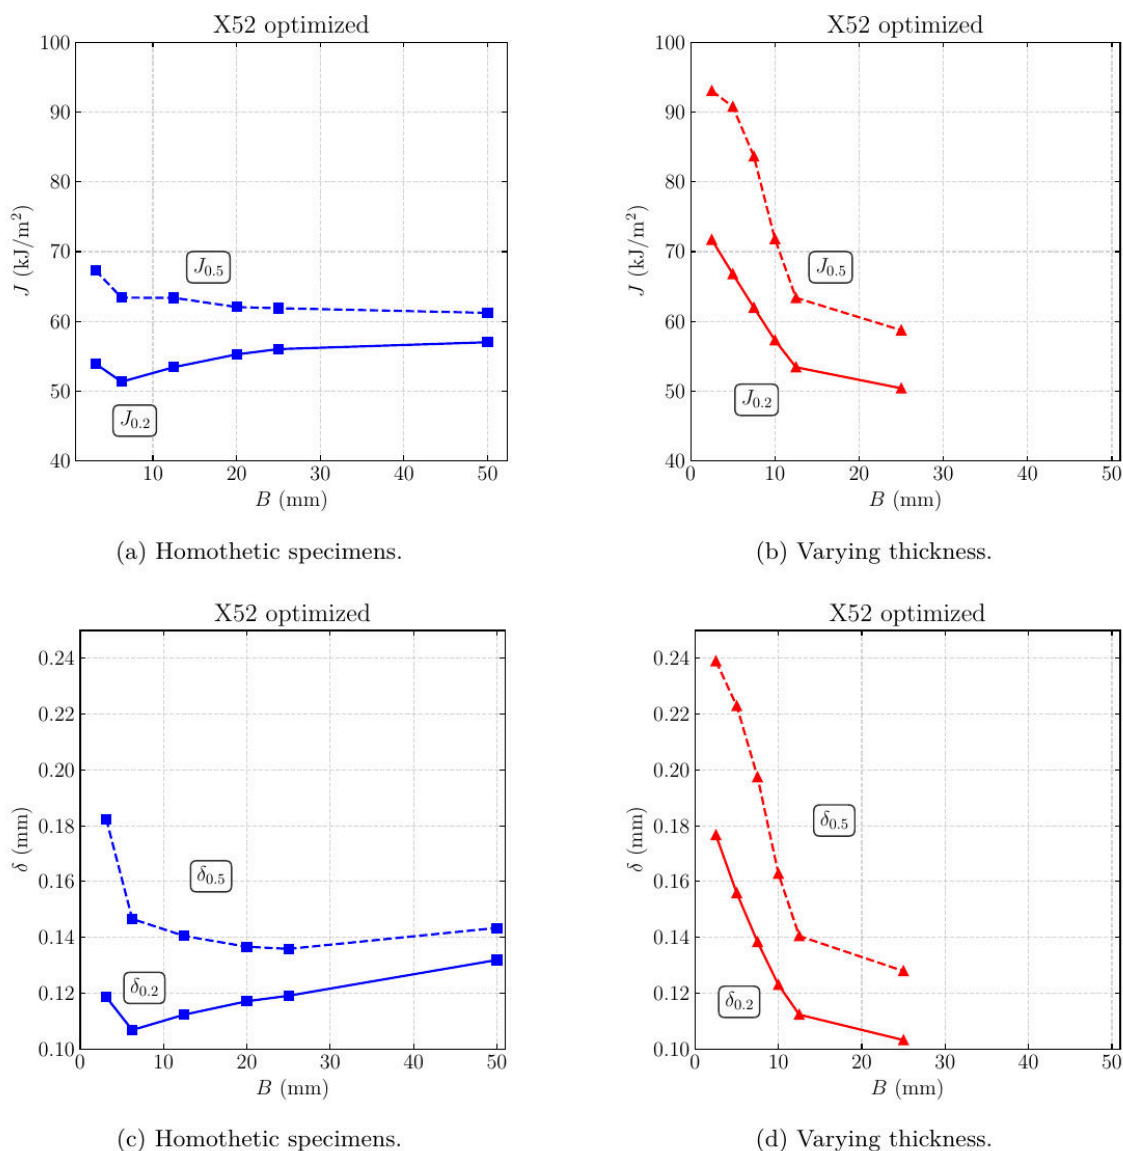 X52 optimized
100
90
80
70
60
50
40
J (kJ/m²)
J₀.₅
J₀.₂
10
20
30
40
50
B (mm)
(a) Homothetic specimens.
X52 optimized
100
90
80
70
60
50
40
J (kJ/m²)
J₀.₅
J₀.₂
0
10
20
30
40
50
B (mm)
(b) Varying thickness.
X52 optimized
0.24
0.22
0.20
0.18
0.16
0.14
0.12
0.10
δ (mm)
δ₀.₅
δ₀.₂
0
10
20
30
40
50
B (mm)
(c) Homothetic specimens.
X52 optimized
0.24
0.22
0.20
0.18
0.16
0.14
0.12
0.10
δ (mm)
δ₀.₅
δ₀.₂
0
10
20
30
40
50
B (mm)
(d) Varying thickness.